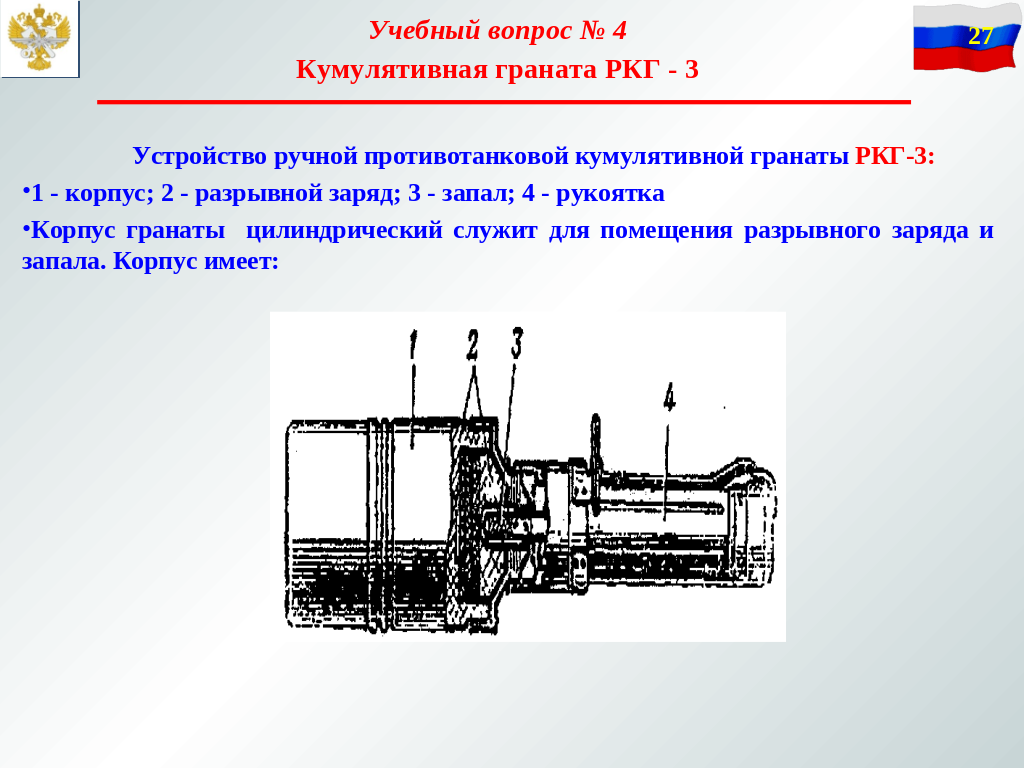 Учебный вопрос № 4
27
Кумулятивная граната РКГ - 3
Устройство ручной противотанковой кумулятивной гранаты РКГ-3:
•1 - корпус; 2 - разрывной заряд; 3 - запал; 4 - рукоятка
•Корпус гранаты цилиндрический служит для помещения разрывного заряда и
запала. Корпус имеет:
1 2 3
4